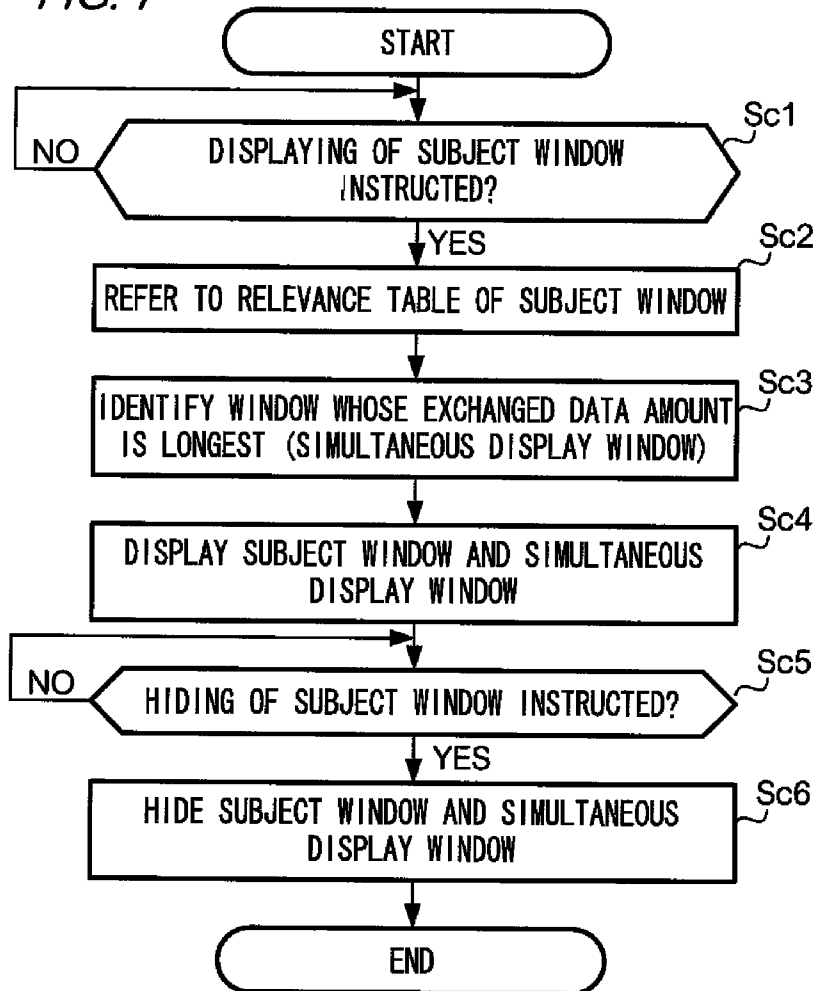 START
Sc1
NO
DISPLAYING OF SUBJECT WINDOW
INSTRUCTED?
YES
Sc2
REFER TO RELEVANCE TABLE OF SUBJECT WINDOW
Sc3
IDENTIFY WINDOW WHOSE EXCHANGED DATA AMOUNT
IS LONGEST (SIMULTANEOUS DISPLAY WINDOW)
Sc4
DISPLAY SUBJECT WINDOW AND SIMULTANEOUS
DISPLAY WINDOW
Sc5
NO
HIDING OF SUBJECT WINDOW INSTRUCTED?
YES
Sc6
HIDE SUBJECT WINDOW AND SIMULTANEOUS
DISPLAY WINDOW
END